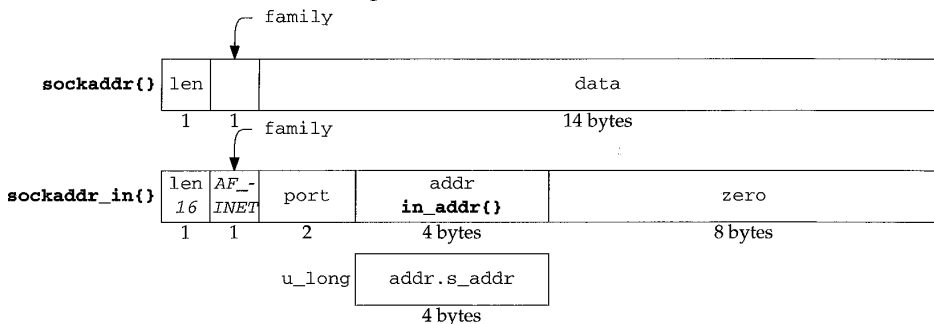 family
sockaddr{} len data
1 1 14 bytes
family
sockaddr_in{} len AF_- port addr zero
16 INET in_addr{}
1 1 2 4 bytes 8 bytes
u_long addr.s_addr
4 bytes